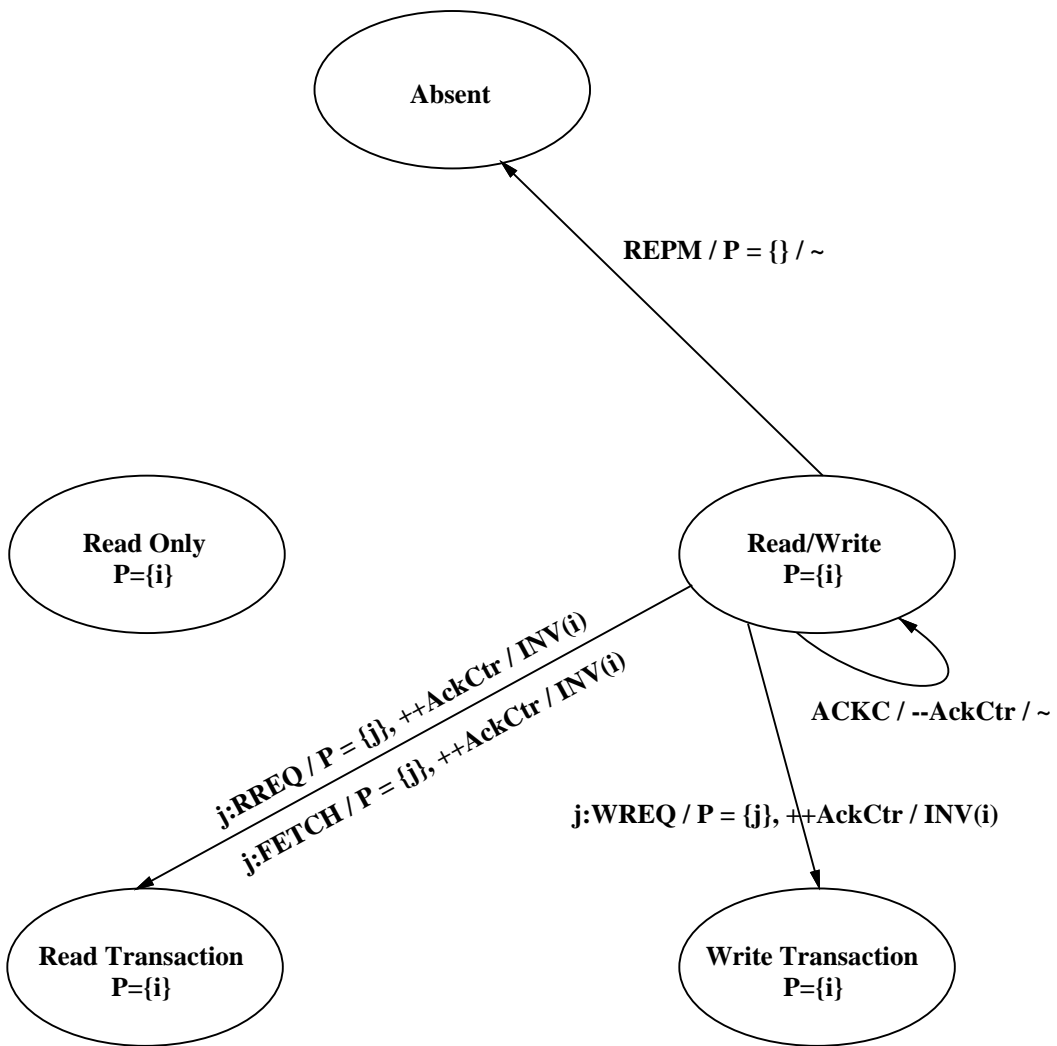 Absent
REPM / P = {} / ~
Read Only
P={i}
Read/Write
P={i}
j:RREQ / P = {j}, ++AckCtr / INV(i)
j:FETCH / P = {j}, ++AckCtr / INV(i)
ACKC / --AckCtr / ~
j:WREQ / P = {j}, ++AckCtr / INV(i)
Read Transaction
P={i}
Write Transaction
P={i}